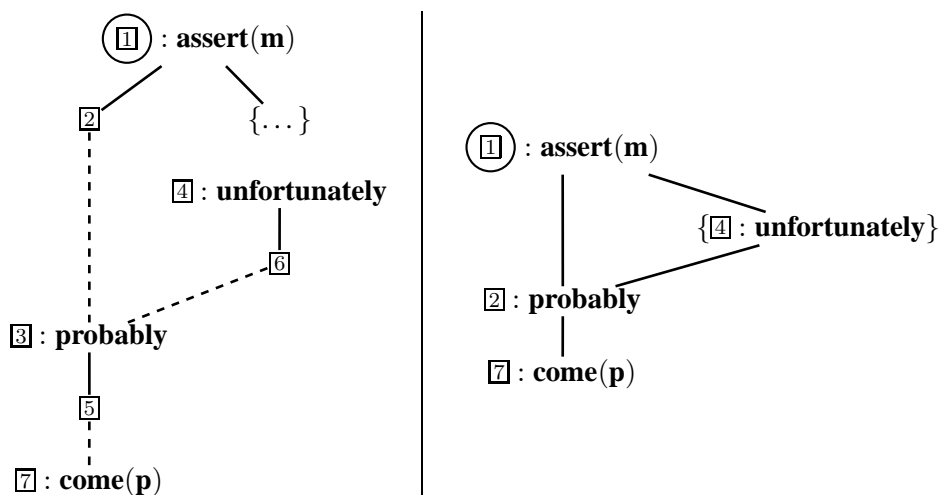 1 : assert(m)
2
{...}
4 : unfortunately
6
3 : probably
5
7 : come(p)
1 : assert(m)
{4 : unfortunately}
2 : probably
7 : come(p)